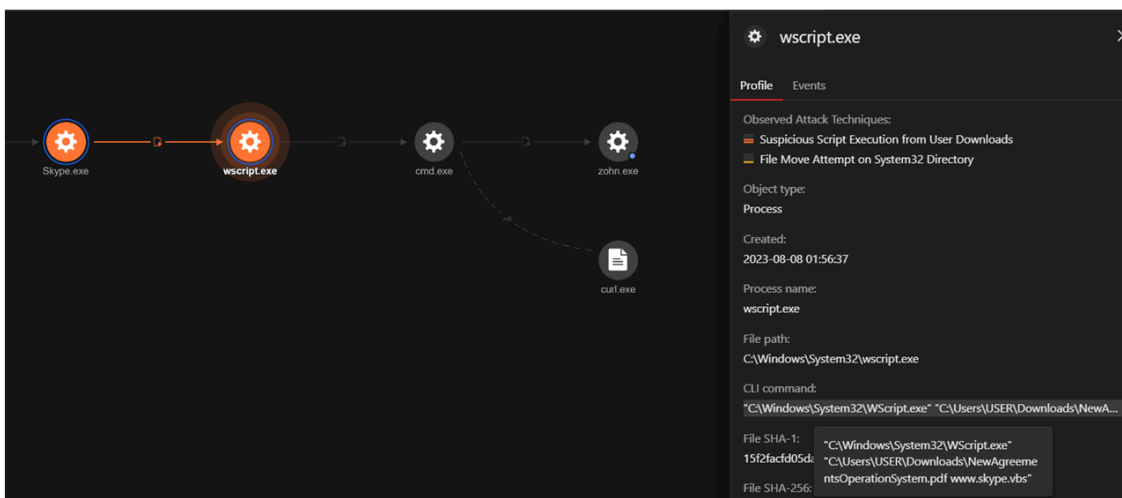 Skype.exe
wscript.exe
cmd.exe
zohn.exe
curl.exe
wscript.exe
Profile Events
Observed Attack Techniques:
Suspicious Script Execution from User Downloads
File Move Attempt on System32 Directory
Object type:
Process
Created:
2023-08-08 01:56:37
Process name:
wscript.exe
File path:
C:\Windows\System32\wscript.exe
CLI command:
"C:\Windows\System32\WScript.exe" "C:\Users\USER\Downloads\NewA...
File SHA-1:
15f2facfd05da
"C:\Windows\System32\WScript.exe"
"C:\Users\USER\Downloads\NewAgreeme
ntsOperationSystem.pdf www.skype.vbs"
File SHA-256: